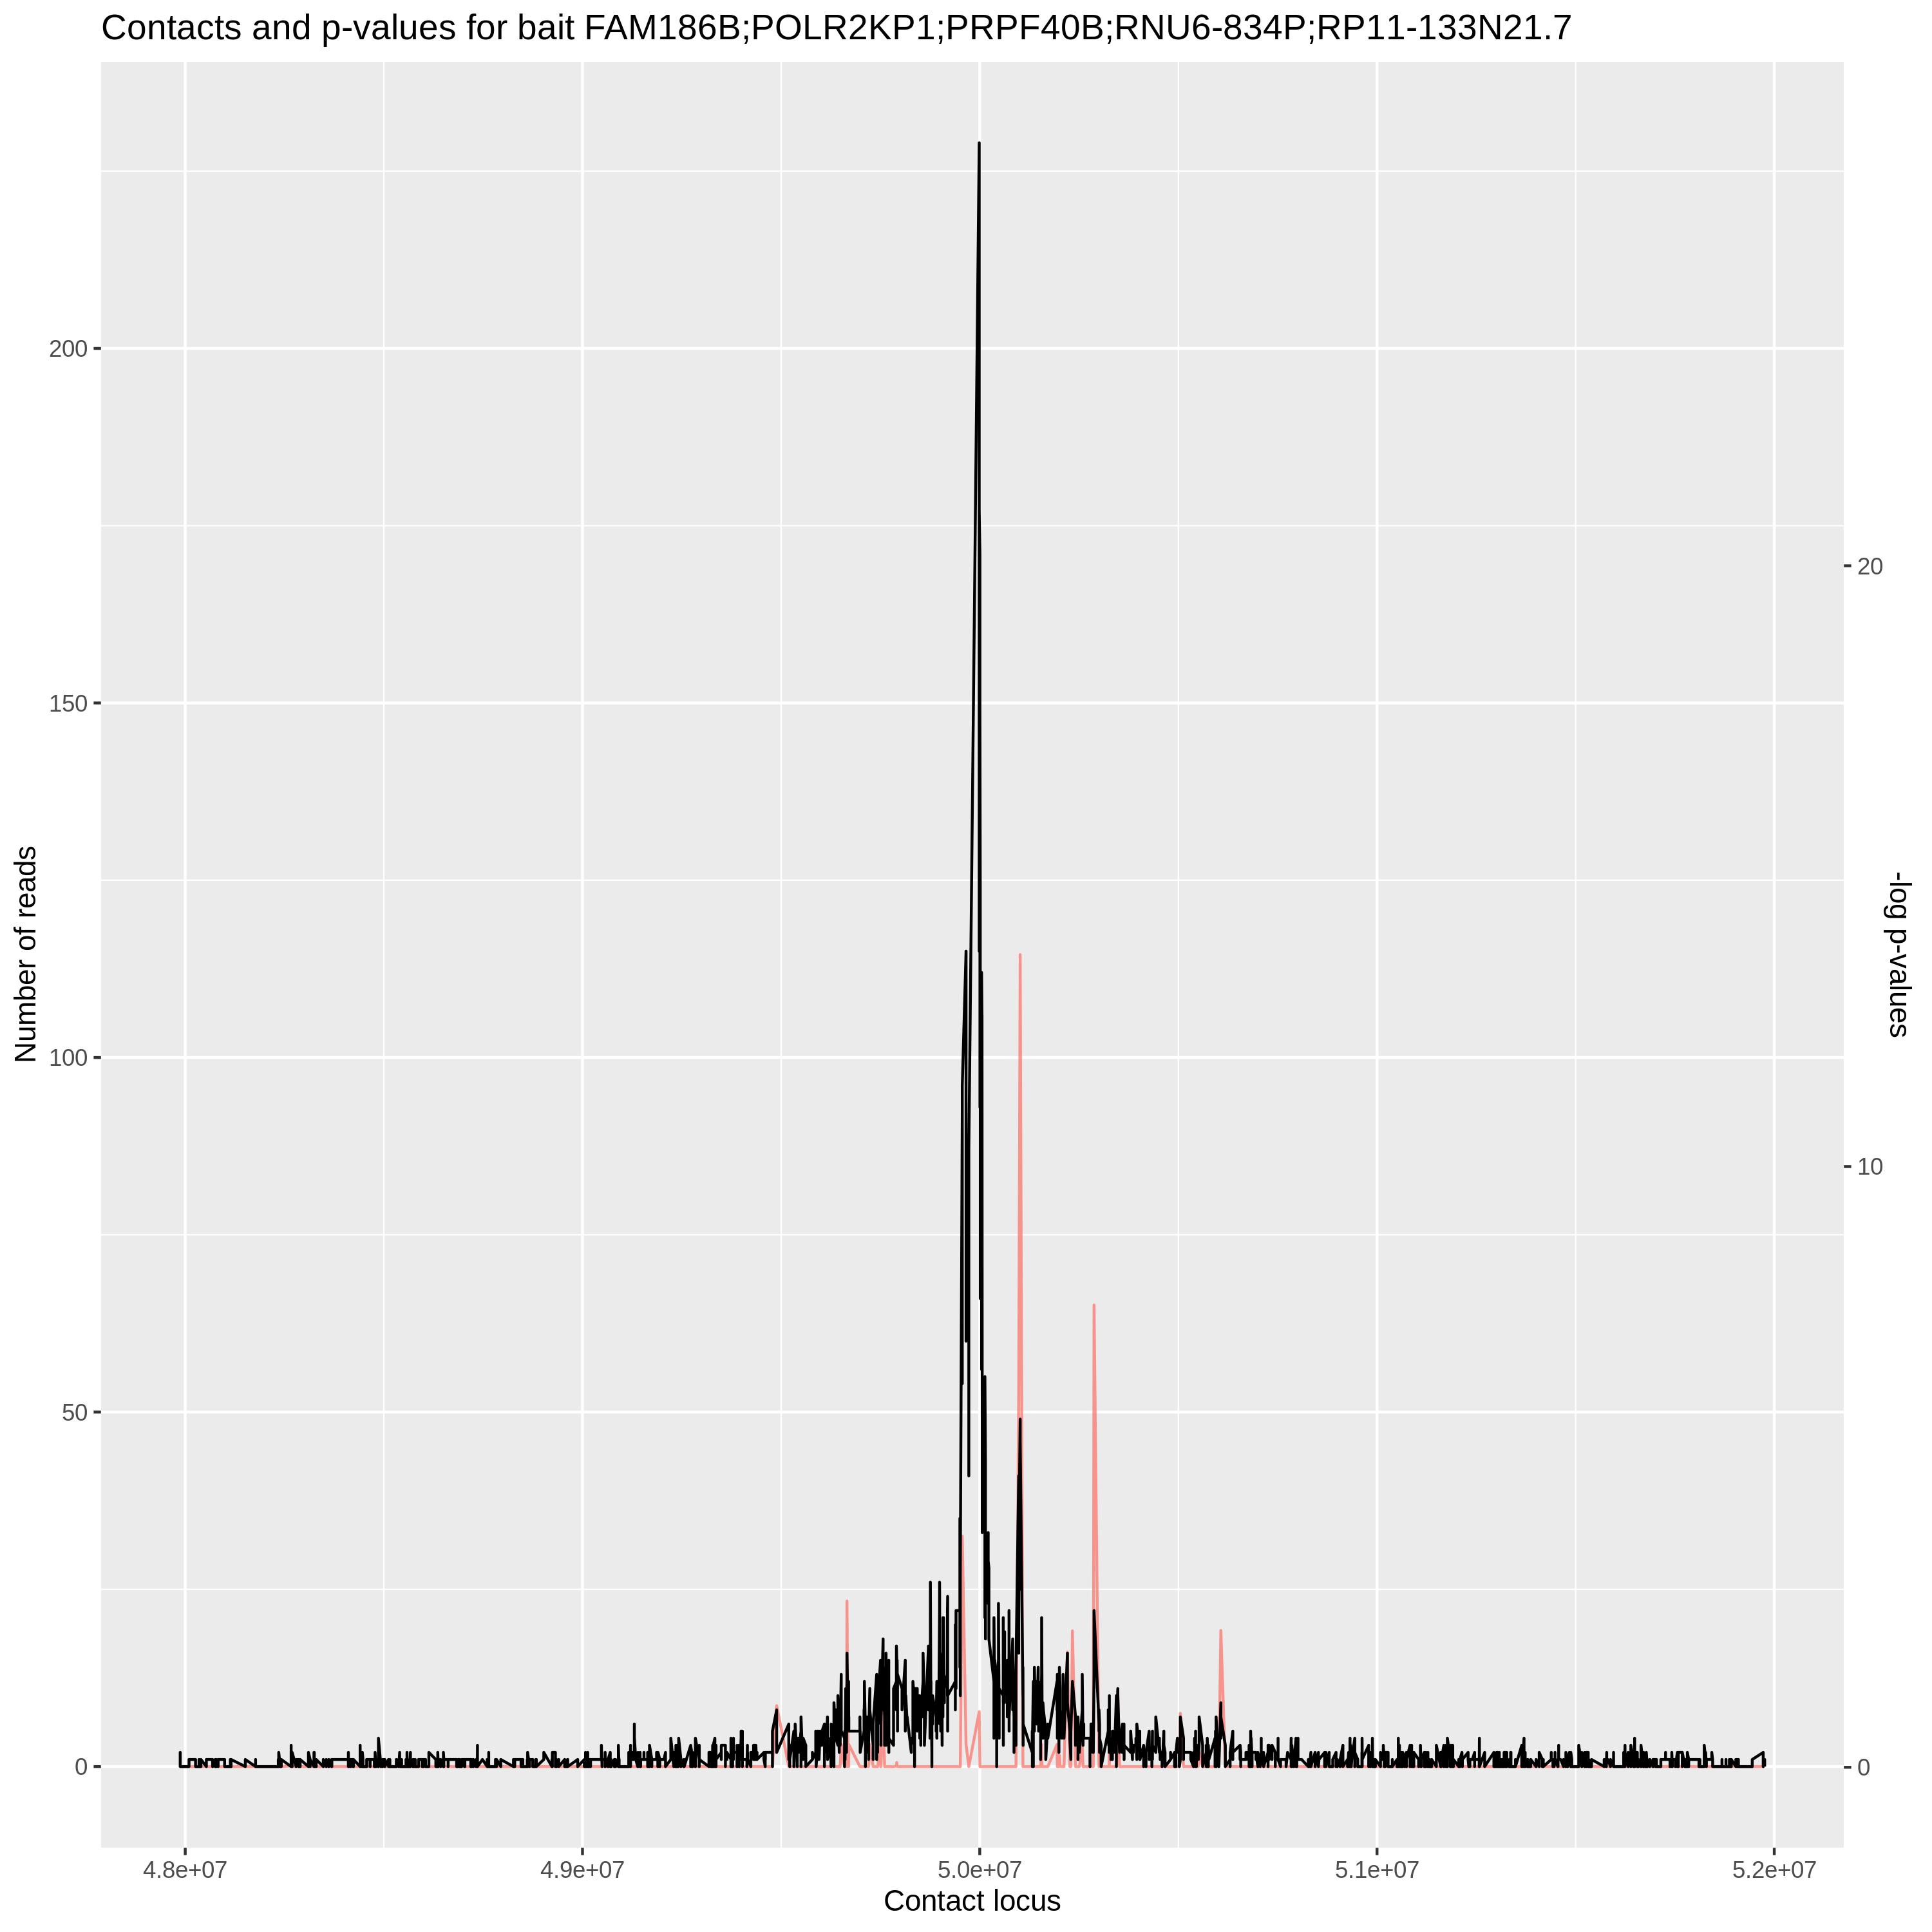 Contacts and p-values for bait FAM186B;POLR2KP1;PRPF40B;RNU6-834P;RP11-133N21.7
Number of reads
200
150
100
50
0
-log p-values
20
10
0
4.8e+07 4.9e+07 5.0e+07 5.1e+07 5.2e+07
Contact locus